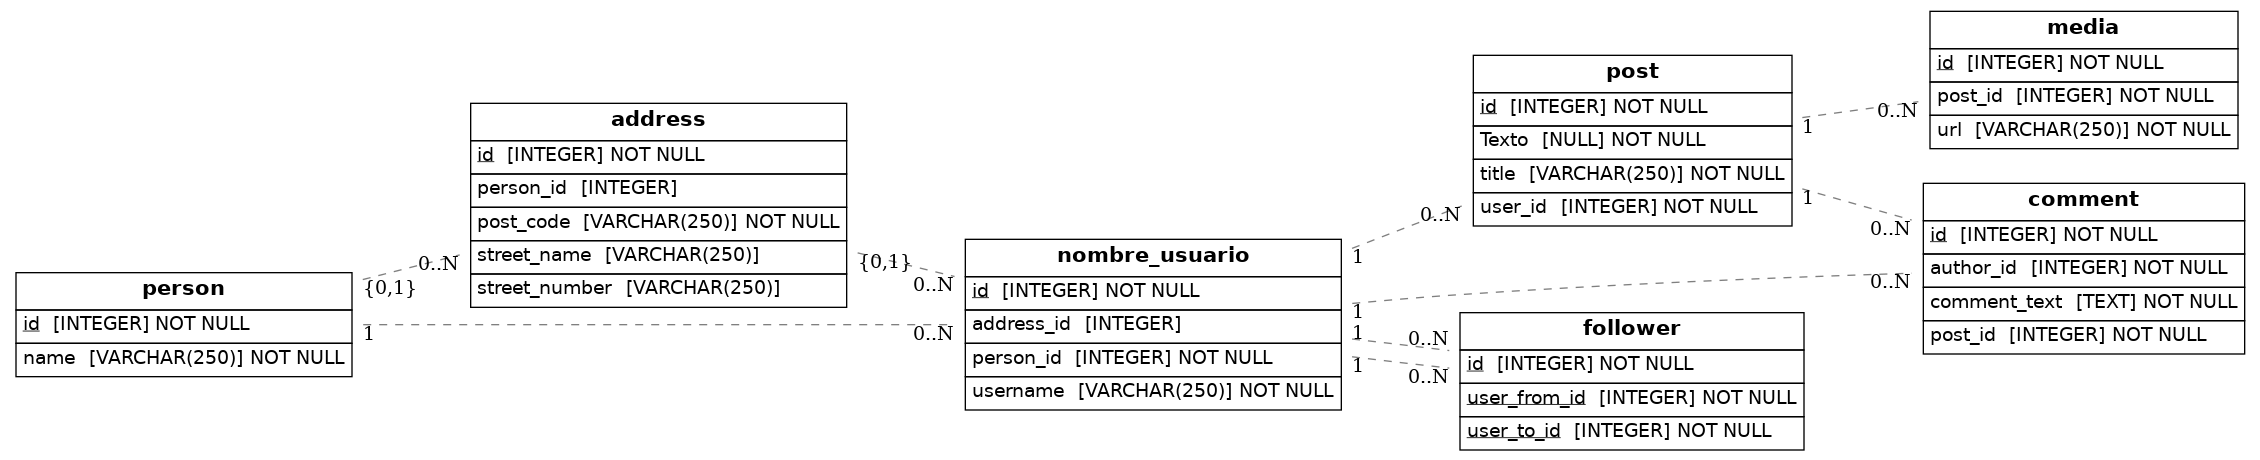 person
id [INTEGER] NOT NULL
name [VARCHAR(250)] NOT NULL
{0,1}
0..N
1
0..N
address
id [INTEGER] NOT NULL
person_id [INTEGER]
post_code [VARCHAR(250)] NOT NULL
street_name [VARCHAR(250)]
street_number [VARCHAR(250)]
{0,1}
0..N
nombre_usuario
id [INTEGER] NOT NULL
address_id [INTEGER]
person_id [INTEGER] NOT NULL
username [VARCHAR(250)] NOT NULL
1
0..N
1
0..N
1
0..N
1
0..N
post
id [INTEGER] NOT NULL
Texto [NULL] NOT NULL
title [VARCHAR(250)] NOT NULL
user_id [INTEGER] NOT NULL
1
0..N
1
0..N
follower
id [INTEGER] NOT NULL
user_from_id [INTEGER] NOT NULL
user_to_id [INTEGER] NOT NULL
media
id [INTEGER] NOT NULL
post_id [INTEGER] NOT NULL
url [VARCHAR(250)] NOT NULL
comment
id [INTEGER] NOT NULL
author_id [INTEGER] NOT NULL
comment_text [TEXT] NOT NULL
post_id [INTEGER] NOT NULL